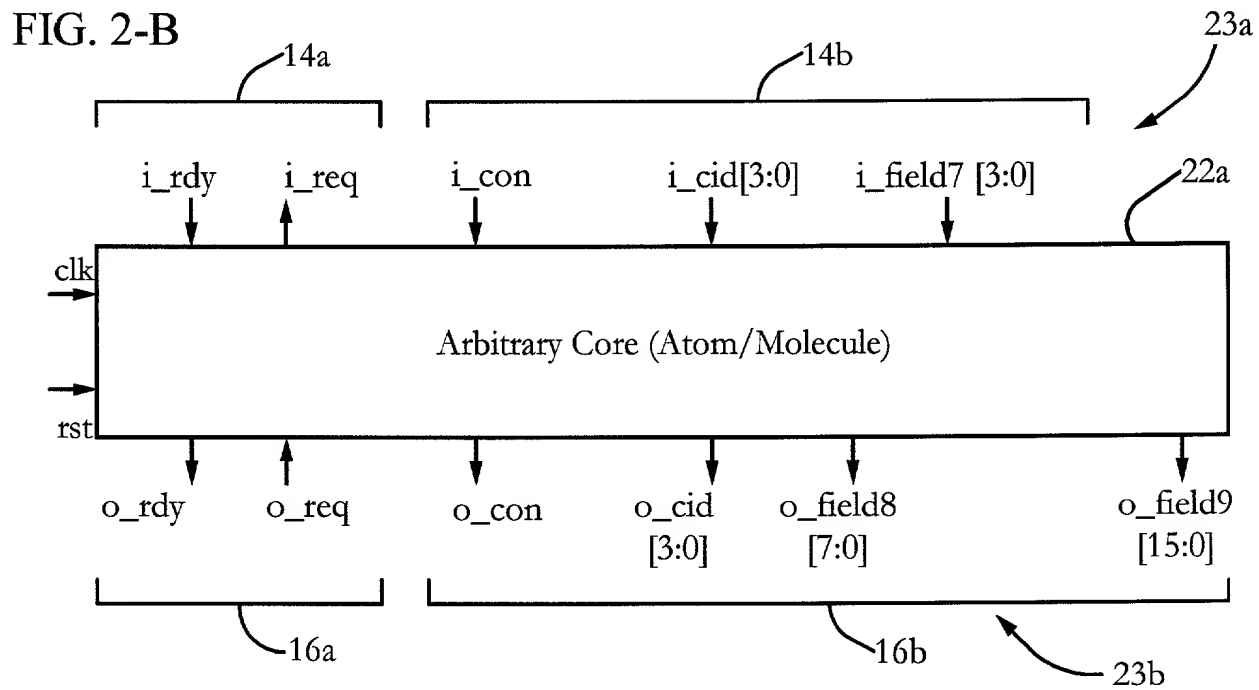 FIG. 2-B
14a 14b 23a
i_rdy i_req i_con i_cid[3:0] i_field7 [3:0] 22a
clk
Arbitrary Core (Atom/Molecule)
rst
o_rdy o_req o_con o_cid o_field8 o_field9
[3:0] [7:0] [15:0]
16a 16b 23b